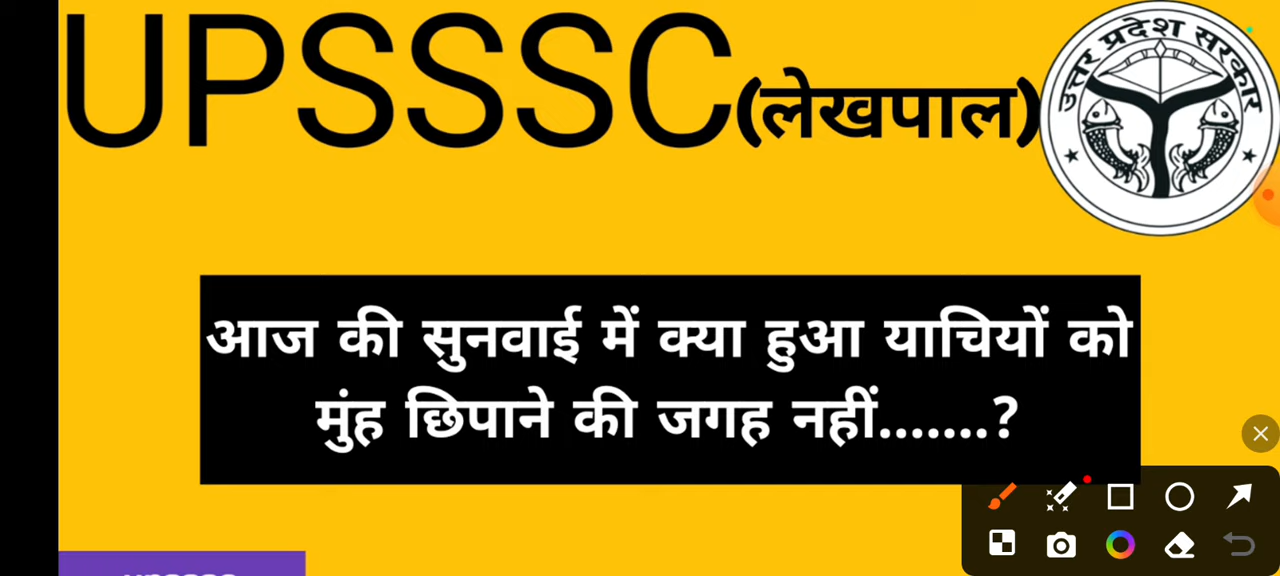 UPSSSC(लेखपाल)
उत्तर प्रदेश सरकार
आज की सुनवाई में क्या हुआ याचियों को
मुंह छिपाने की जगह नहीं.......?